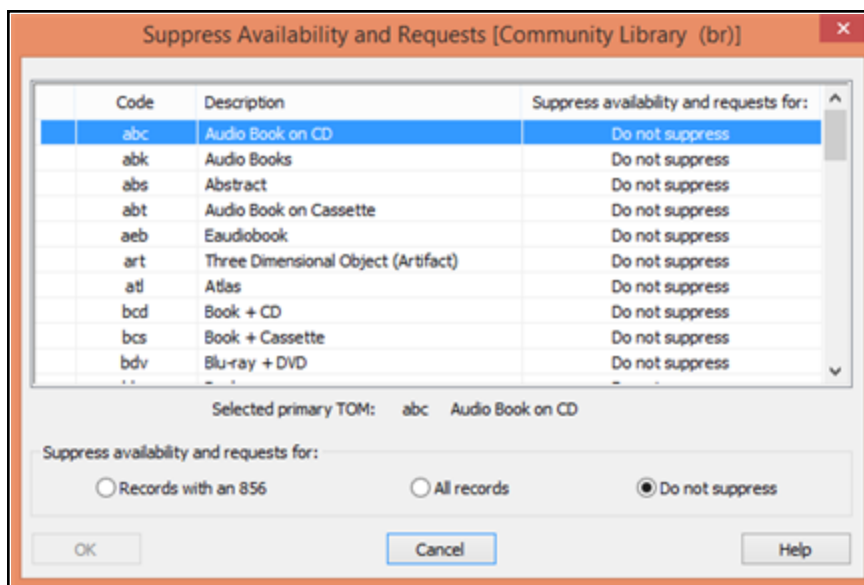 Suppress Availability and Requests [Community Library (br)]
Code Description Suppress availability and requests for:
abc Audio Book on CD Do not suppress
abk Audio Books Do not suppress
abs Abstract Do not suppress
abt Audio Book on Cassette Do not suppress
aeb Eaudiobook Do not suppress
art Three Dimensional Object (Artifact) Do not suppress
atl Atlas Do not suppress
bcd Book + CD Do not suppress
bcs Book + Cassette Do not suppress
bdv Blu-ray + DVD Do not suppress
Selected primary TOM: abc Audio Book on CD
Suppress availability and requests for:
Records with an 856 All records Do not suppress
OK Cancel Help